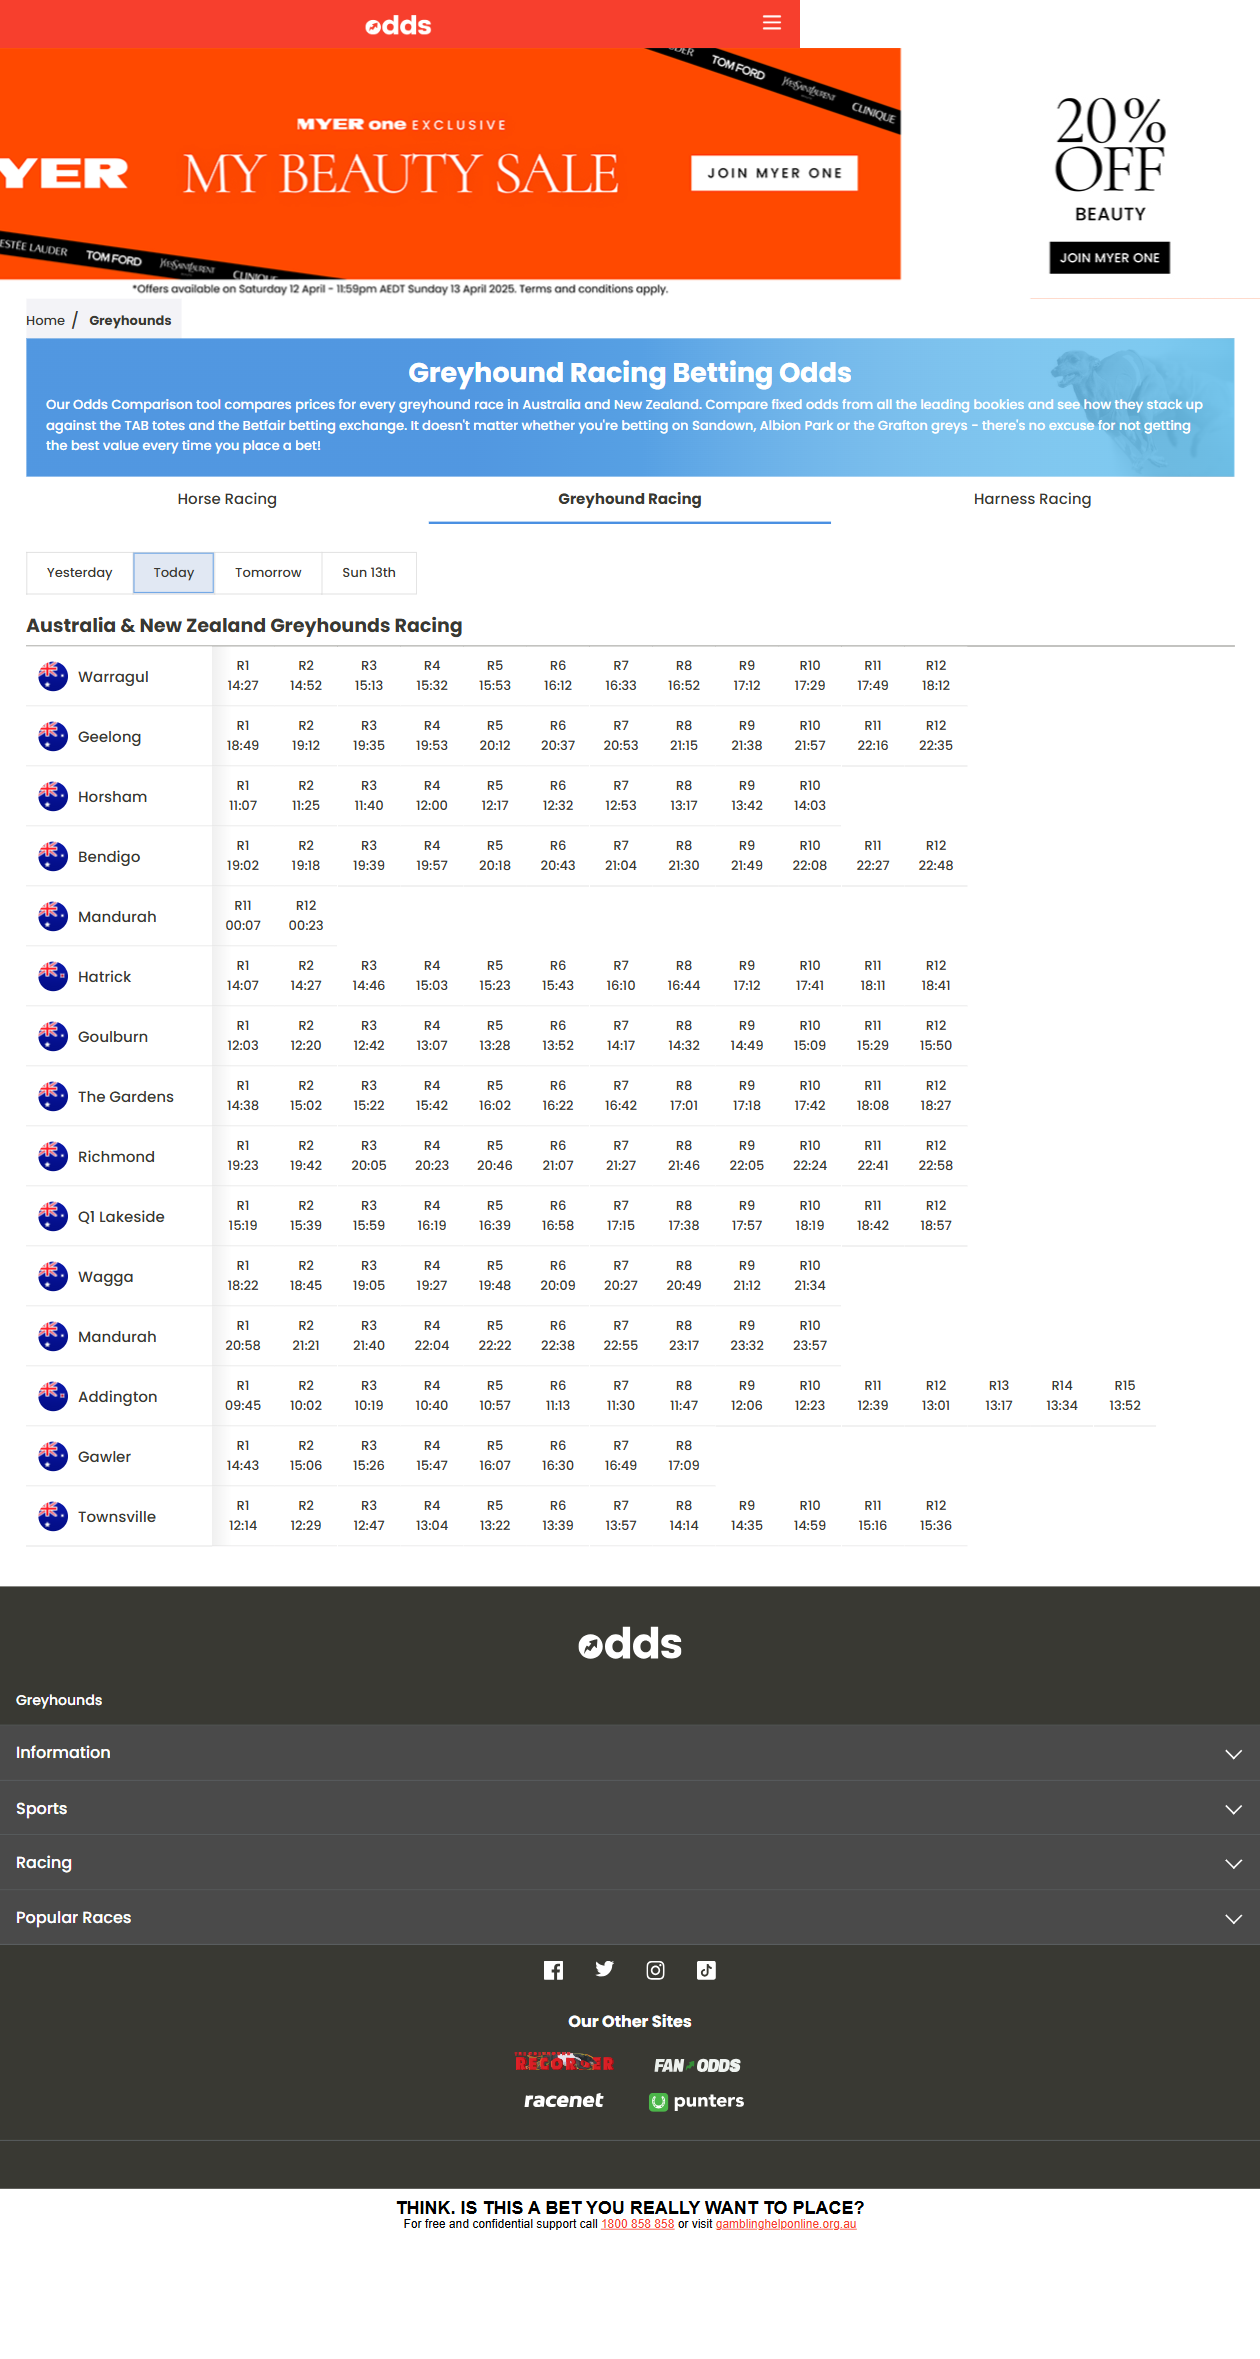 odds
DER TOM FORD YVES SAINT LAURENT CLINIQUE
MYER one EXCLUSIVE
YER MY BEAUTY SALE JOIN MYER ONE
ESTÉE LAUDER TOM FORD YVES SAINT LAURENT CLINIQUE
*Offers available on Saturday 12 April - 11:59pm AEDT Sunday 13 April 2025. Terms and conditions apply.
20%
OFF
BEAUTY
JOIN MYER ONE
Home / Greyhounds
Greyhound Racing Betting Odds
Our Odds Comparison tool compares prices for every greyhound race in Australia and New Zealand. Compare fixed odds from all the leading bookies and see how they stack up
against the TAB totes and the Betfair betting exchange. It doesn't matter whether you're betting on Sandown, Albion Park or the Grafton greys - there's no excuse for not getting
the best value every time you place a bet!
Horse Racing Greyhound Racing Harness Racing
Yesterday Today Tomorrow Sun 13th
Australia & New Zealand Greyhounds Racing
Warragul
R1 R2 R3 R4 R5 R6 R7 R8 R9 R10 R11 R12
14:27 14:52 15:13 15:32 15:53 16:12 16:33 16:52 17:12 17:29 17:49 18:12
Geelong
R1 R2 R3 R4 R5 R6 R7 R8 R9 R10 R11 R12
18:49 19:12 19:35 19:53 20:12 20:37 20:53 21:15 21:38 21:57 22:16 22:35
Horsham
R1 R2 R3 R4 R5 R6 R7 R8 R9 R10
11:07 11:25 11:40 12:00 12:17 12:32 12:53 13:17 13:42 14:03
Bendigo
R1 R2 R3 R4 R5 R6 R7 R8 R9 R10 R11 R12
19:02 19:18 19:39 19:57 20:18 20:43 21:04 21:30 21:49 22:08 22:27 22:48
Mandurah
R11 R12
00:07 00:23
Hatrick
R1 R2 R3 R4 R5 R6 R7 R8 R9 R10 R11 R12
14:07 14:27 14:46 15:03 15:23 15:43 16:10 16:44 17:12 17:41 18:11 18:41
Goulburn
R1 R2 R3 R4 R5 R6 R7 R8 R9 R10 R11 R12
12:03 12:20 12:42 13:07 13:28 13:52 14:17 14:32 14:49 15:09 15:29 15:50
The Gardens
R1 R2 R3 R4 R5 R6 R7 R8 R9 R10 R11 R12
14:38 15:02 15:22 15:42 16:02 16:22 16:42 17:01 17:18 17:42 18:08 18:27
Richmond
R1 R2 R3 R4 R5 R6 R7 R8 R9 R10 R11 R12
19:23 19:42 20:05 20:23 20:46 21:07 21:27 21:46 22:05 22:24 22:41 22:58
Q1 Lakeside
R1 R2 R3 R4 R5 R6 R7 R8 R9 R10 R11 R12
15:19 15:39 15:59 16:19 16:39 16:58 17:15 17:38 17:57 18:19 18:42 18:57
Wagga
R1 R2 R3 R4 R5 R6 R7 R8 R9 R10
18:22 18:45 19:05 19:27 19:48 20:09 20:27 20:49 21:12 21:34
Mandurah
R1 R2 R3 R4 R5 R6 R7 R8 R9 R10
20:58 21:21 21:40 22:04 22:22 22:38 22:55 23:17 23:32 23:57
Addington
R1 R2 R3 R4 R5 R6 R7 R8 R9 R10 R11 R12 R13 R14 R15
09:45 10:02 10:19 10:40 10:57 11:13 11:30 11:47 12:06 12:23 12:39 13:01 13:17 13:34 13:52
Gawler
R1 R2 R3 R4 R5 R6 R7 R8
14:43 15:06 15:26 15:47 16:07 16:30 16:49 17:09
Townsville
R1 R2 R3 R4 R5 R6 R7 R8 R9 R10 R11 R12
12:14 12:29 12:47 13:04 13:22 13:39 13:57 14:14 14:35 14:59 15:16 15:36
odds
Greyhounds
Information
Sports
Racing
Popular Races
Our Other Sites
RECORDER FAN ODDS
racenet punters
THINK. IS THIS A BET YOU REALLY WANT TO PLACE?
For free and confidential support call 1800 858 858 or visit gamblinghelponline.org.au